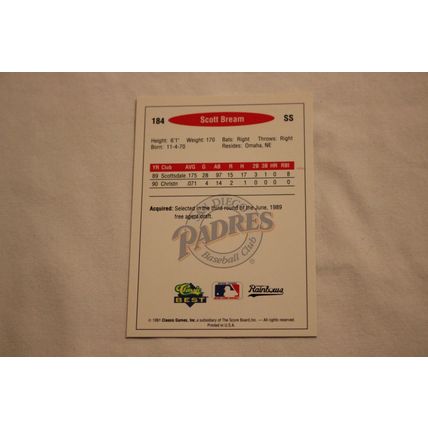 184 Scott Bream SS
Height: 6'1" Weight: 170 Bats: Right Throws: Right
Born: 11-4-70 Resides: Omaha, NE
YR Club AVG G AB R H 2B 3B HR RBI
89 Scottsdale 175 28 97 15 17 3 1 0 8
90 Christn .071 4 14 2 1 0 0 0 0
Acquired: Selected in the third round of the June, 1989
free agent draft.
DIEGO
PADRES
Baseball Club
Classic
BEST
Rainbows
© 1991 Classic Games, Inc. a subsidiary of The Score Board, Inc. — All rights reserved.
Printed in U.S.A.